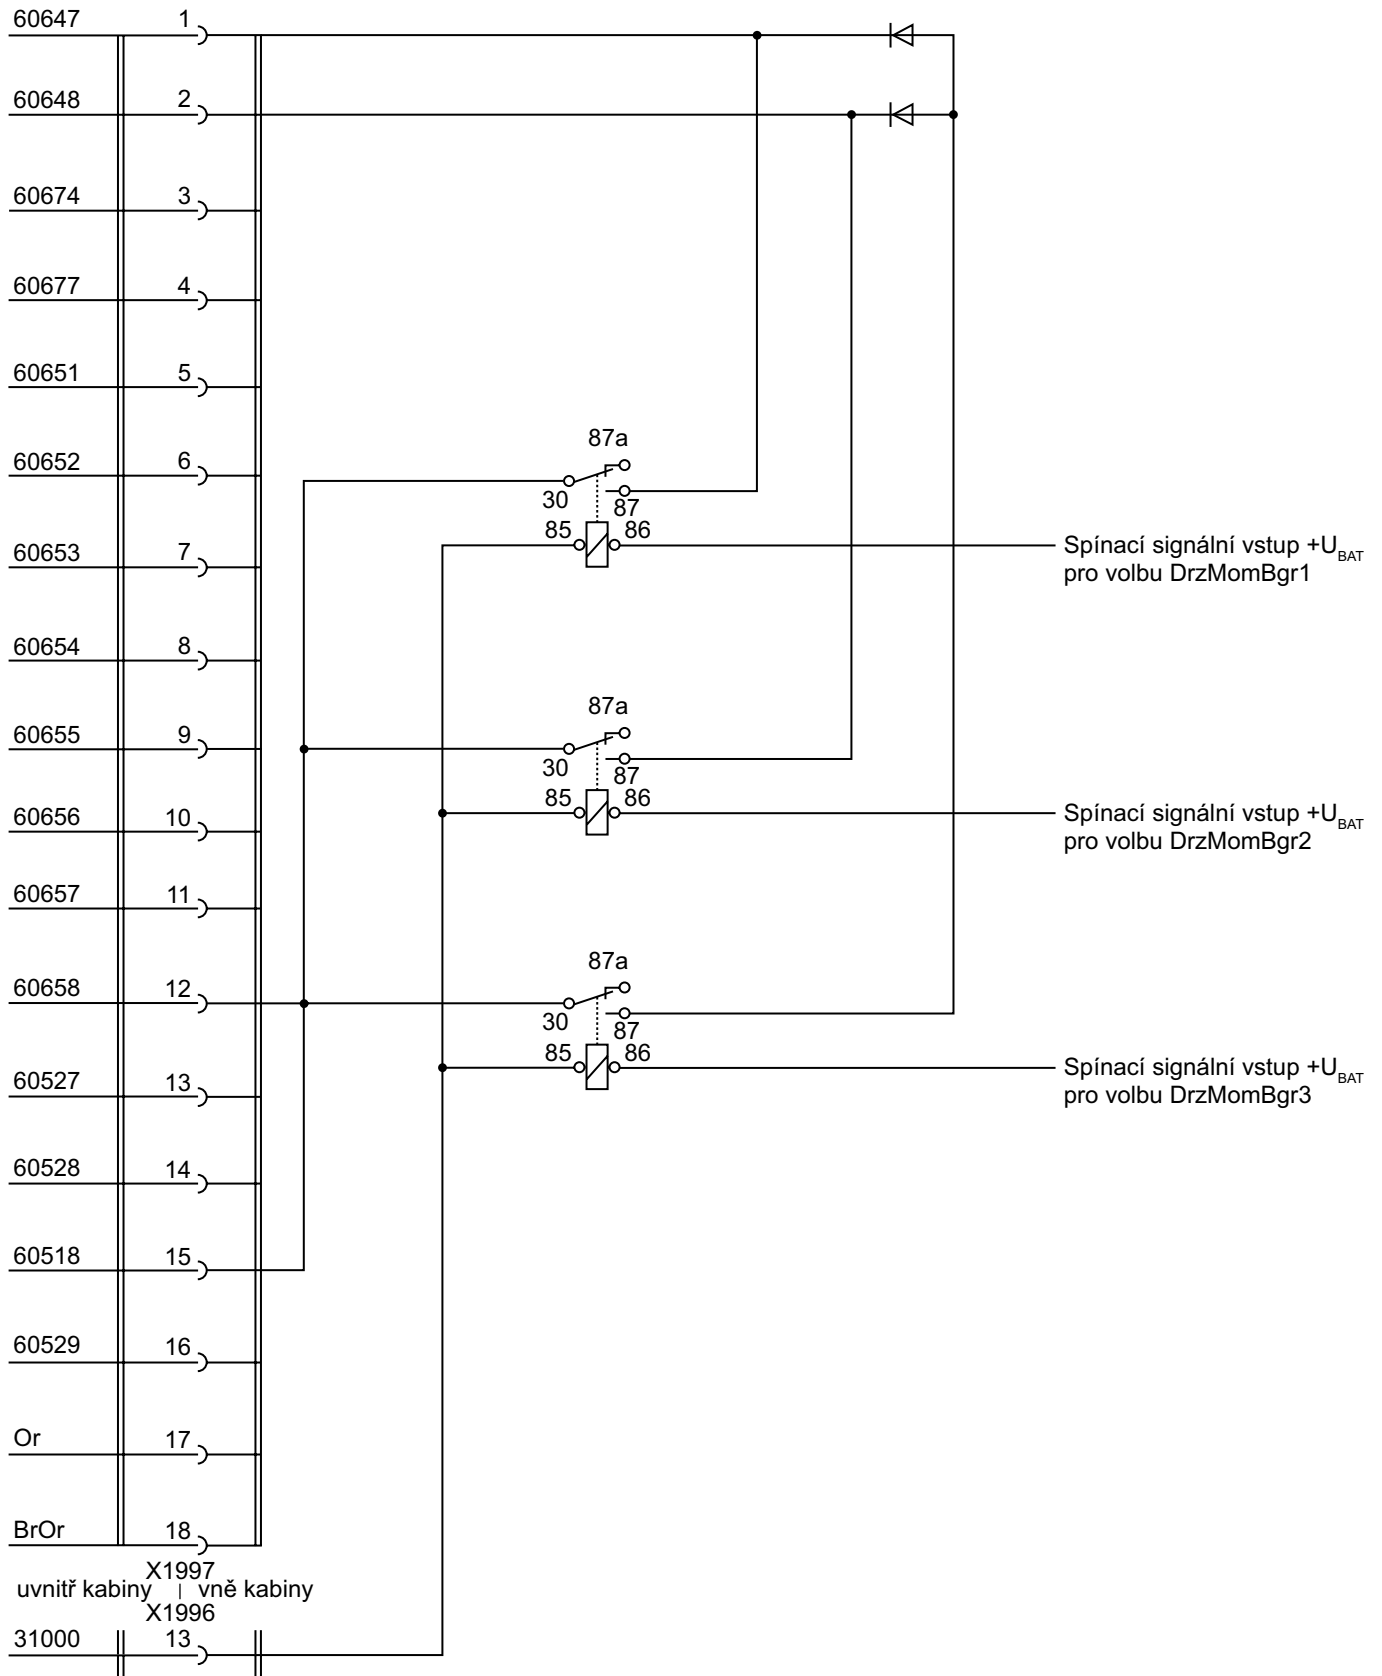 60647 1
60648 2
60674 3
60677 4
60651 5
60652 6
87a
30 87
60653 7
85 86
Spínací signální vstup +UBAT
pro volbu DrzMomBgr1
60654 8
60655 9
87a
30 87
60656 10
85 86
Spínací signální vstup +UBAT
pro volbu DrzMomBgr2
60657 11
60658 12
87a
30 87
60527 13
85 86
Spínací signální vstup +UBAT
pro volbu DrzMomBgr3
60528 14
60518 15
60529 16
Or 17
BrOr 18
X1997
uvnitř kabiny | vně kabiny
X1996
31000 13